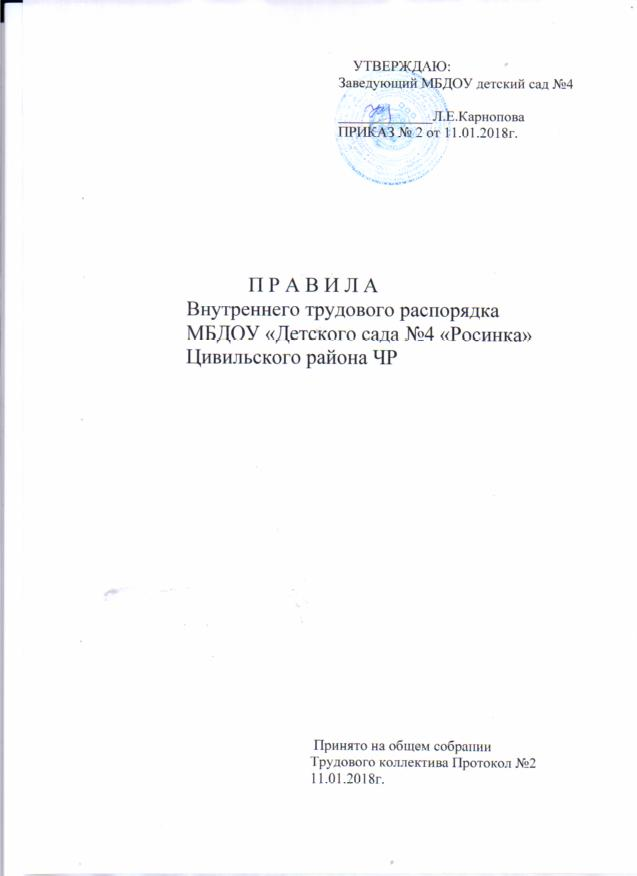 УТВЕРЖДАЮ:
Заведующий МБДОУ детский сад №4
______________Л.Е.Карнопова
ПРИКАЗ № 2 от 11.01.2018г.
П Р А В И Л А
Внутреннего трудового распорядка
МБДОУ «Детского сада №4 «Росинка»
Цивильского района ЧР
Принято на общем собрании
Трудового коллектива Протокол №2
11.01.2018г.